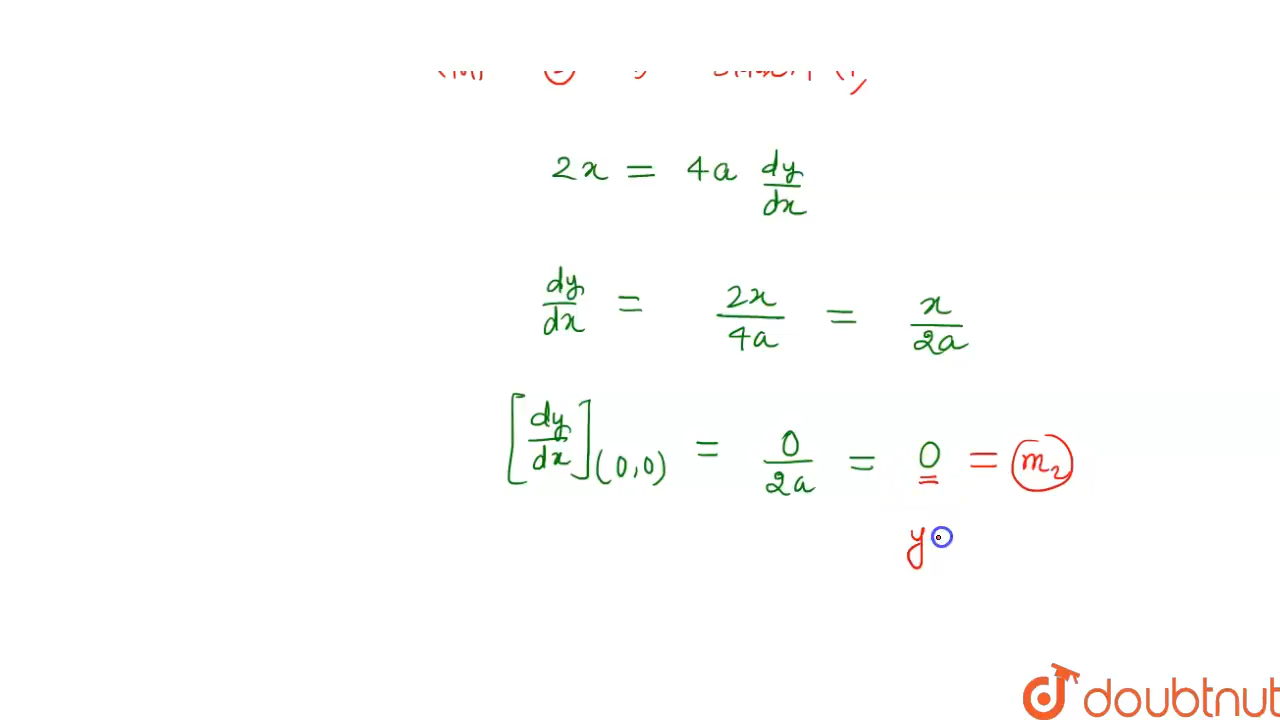 2x = 4a dy/dx
dy/dx = 2x/4a = x/2a
[dy/dx](0,0) = 0/2a = 0 = m₂
y
doubtnut